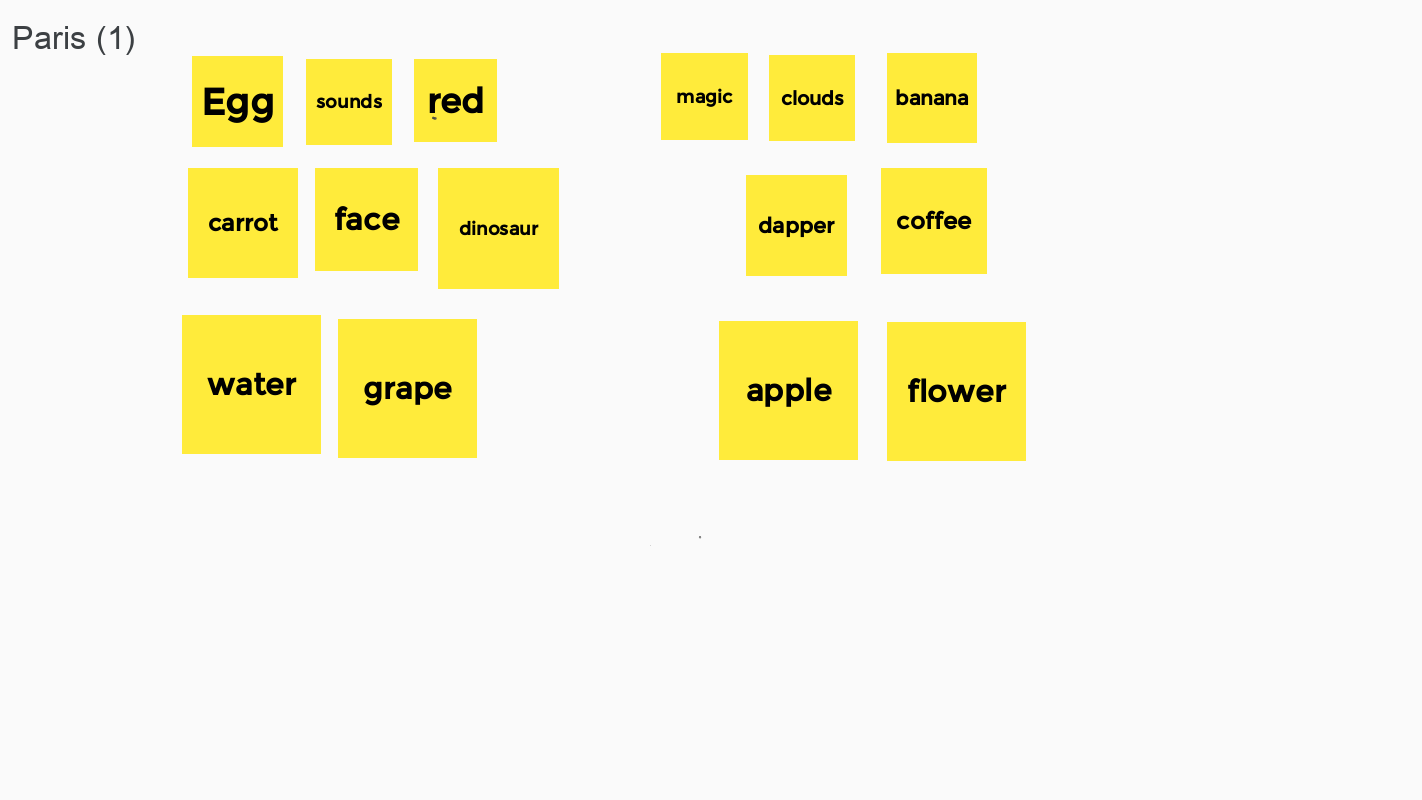 Paris (1)
Egg
sounds
red
magic
clouds
banana
carrot
face
dinosaur
dapper
coffee
water
grape
apple
flower